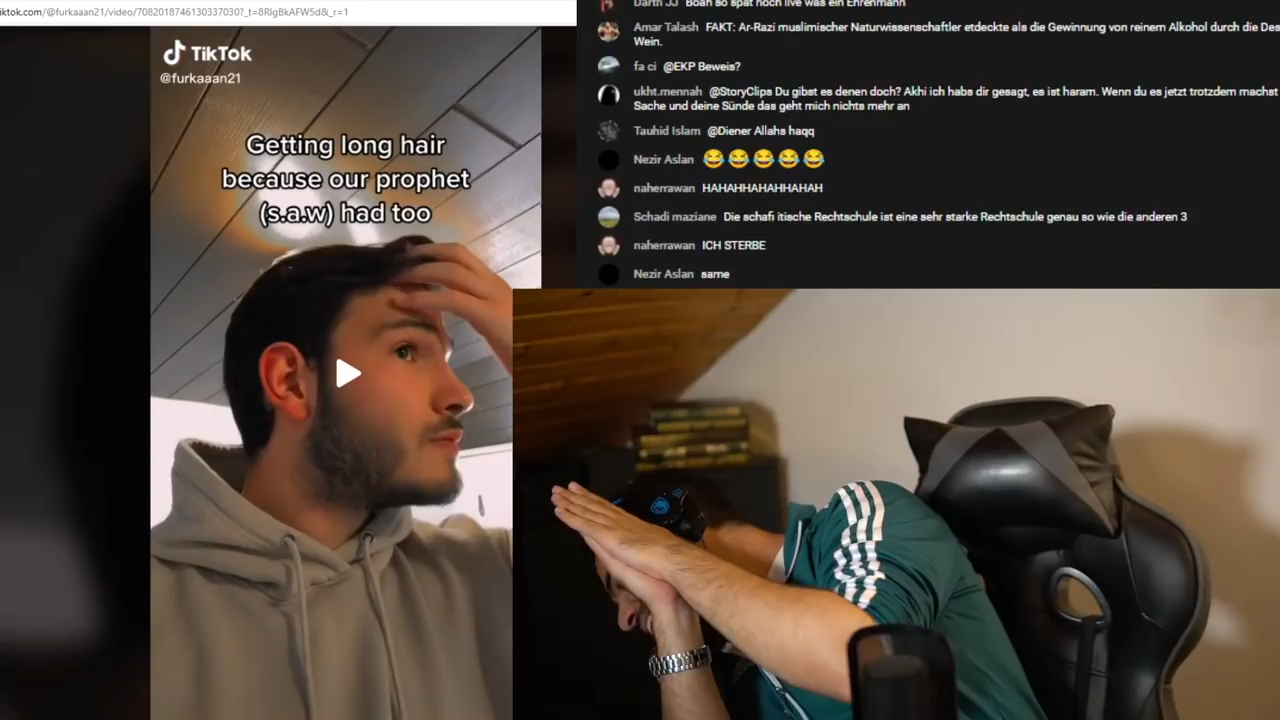 ktok.com/@furkaaan21/video/7082018746130337030?_t=8RlgBkAFW5d&_r=1
TikTok
@furkaaan21
Getting long hair
because our prophet
(s.a.w) had too
Darth JJ Boah so spät noch live was ein Ehrenmann
Amar Talash FAKT: Ar-Razi muslimischer Naturwissenschaftler etdeckte als die Gewinnung von reinem Alkohol durch die Des
Wein.
fa ci @EKP Beweis?
ukht.mennah @StoryClips Du gibst es denen doch? Akhi ich habs dir gesagt, es ist haram. Wenn du es jetzt trotzdem machst
Sache und deine Sünde das geht mich nichts mehr an
Tauhid Islam @Diener Allahs haqq
Nezir Aslan 😂😂😂😂😂
naherrawan HAHAHHAHAHHAHAH
Schadi maziane Die schafi itische Rechtschule ist eine sehr starke Rechtschule genau so wie die anderen 3
naherrawan ICH STERBE
Nezir Aslan same